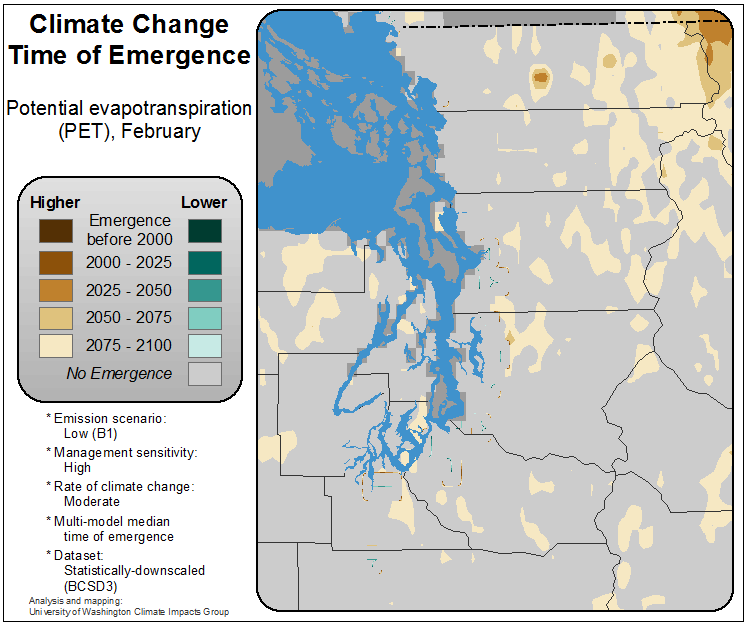 Climate Change
Time of Emergence
Potential evapotranspiration
(PET), February
Higher
Lower
Emergence
before 2000
2000 - 2025
2025 - 2050
2050 - 2075
2075 - 2100
No Emergence
* Emission scenario:
Low (B1)
* Management sensitivity:
High
* Rate of climate change:
Moderate
* Multi-model median
time of emergence
* Dataset:
Statistically-downscaled
(BCSD3)
Analysis and mapping:
University of Washington Climate Impacts Group